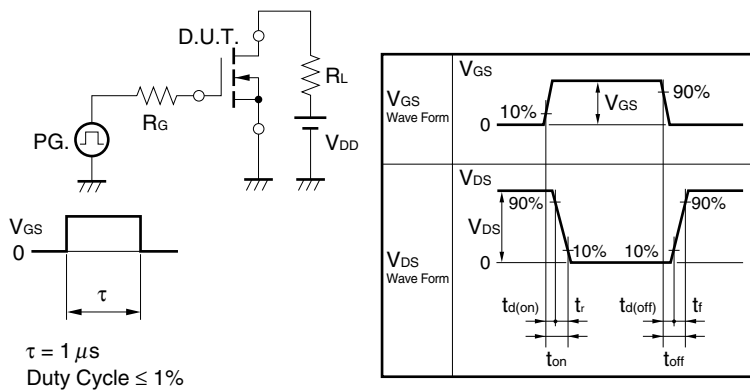 D.U.T.
RL
RG
PG.
VDD
VGS
0
τ
τ = 1 μs
Duty Cycle ≤ 1%
VGS
Wave Form
VGS
10%
VGS
90%
0
VDS
Wave Form
VDS
90%
90%
VDS
10%
10%
0
td(on)
tr
td(off)
tf
ton
toff